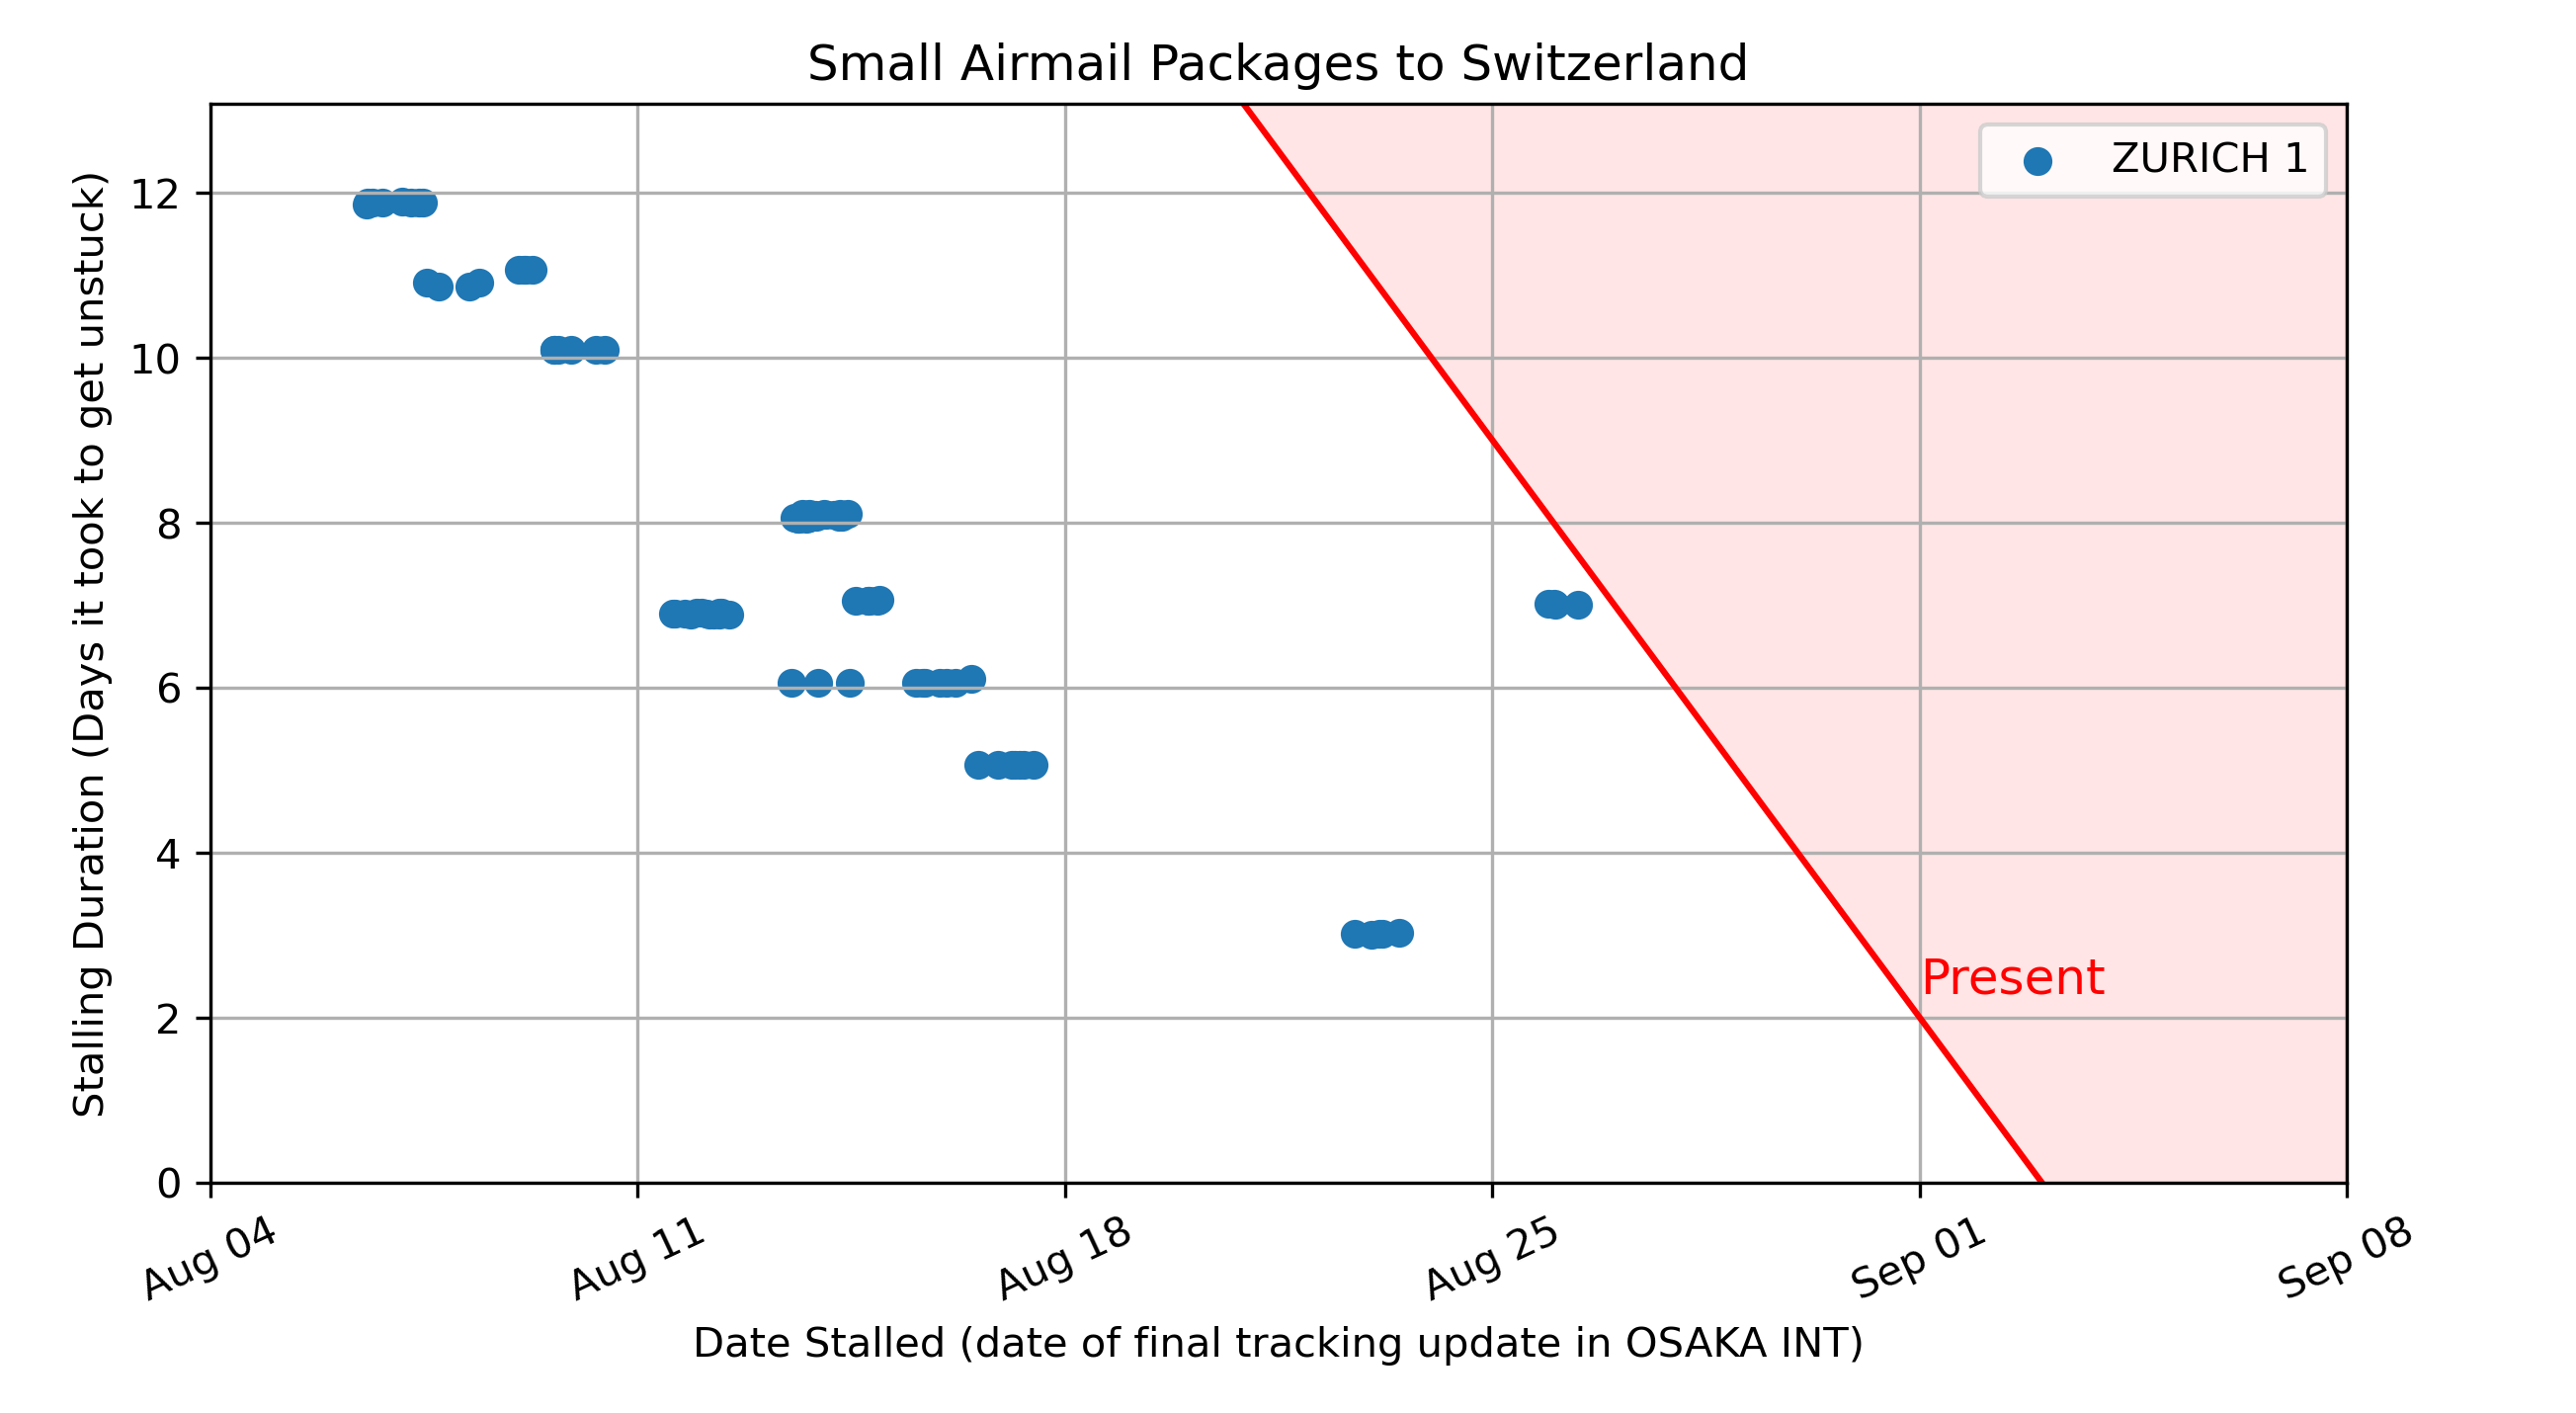 Small Airmail Packages to Switzerland
ZURICH 1
Stalling Duration (Days it took to get unstuck)
12
10
8
6
4
2
0
Present
Aug 04
Aug 11
Aug 18
Aug 25
Sep 01
Sep 08
Date Stalled (date of final tracking update in OSAKA INT)